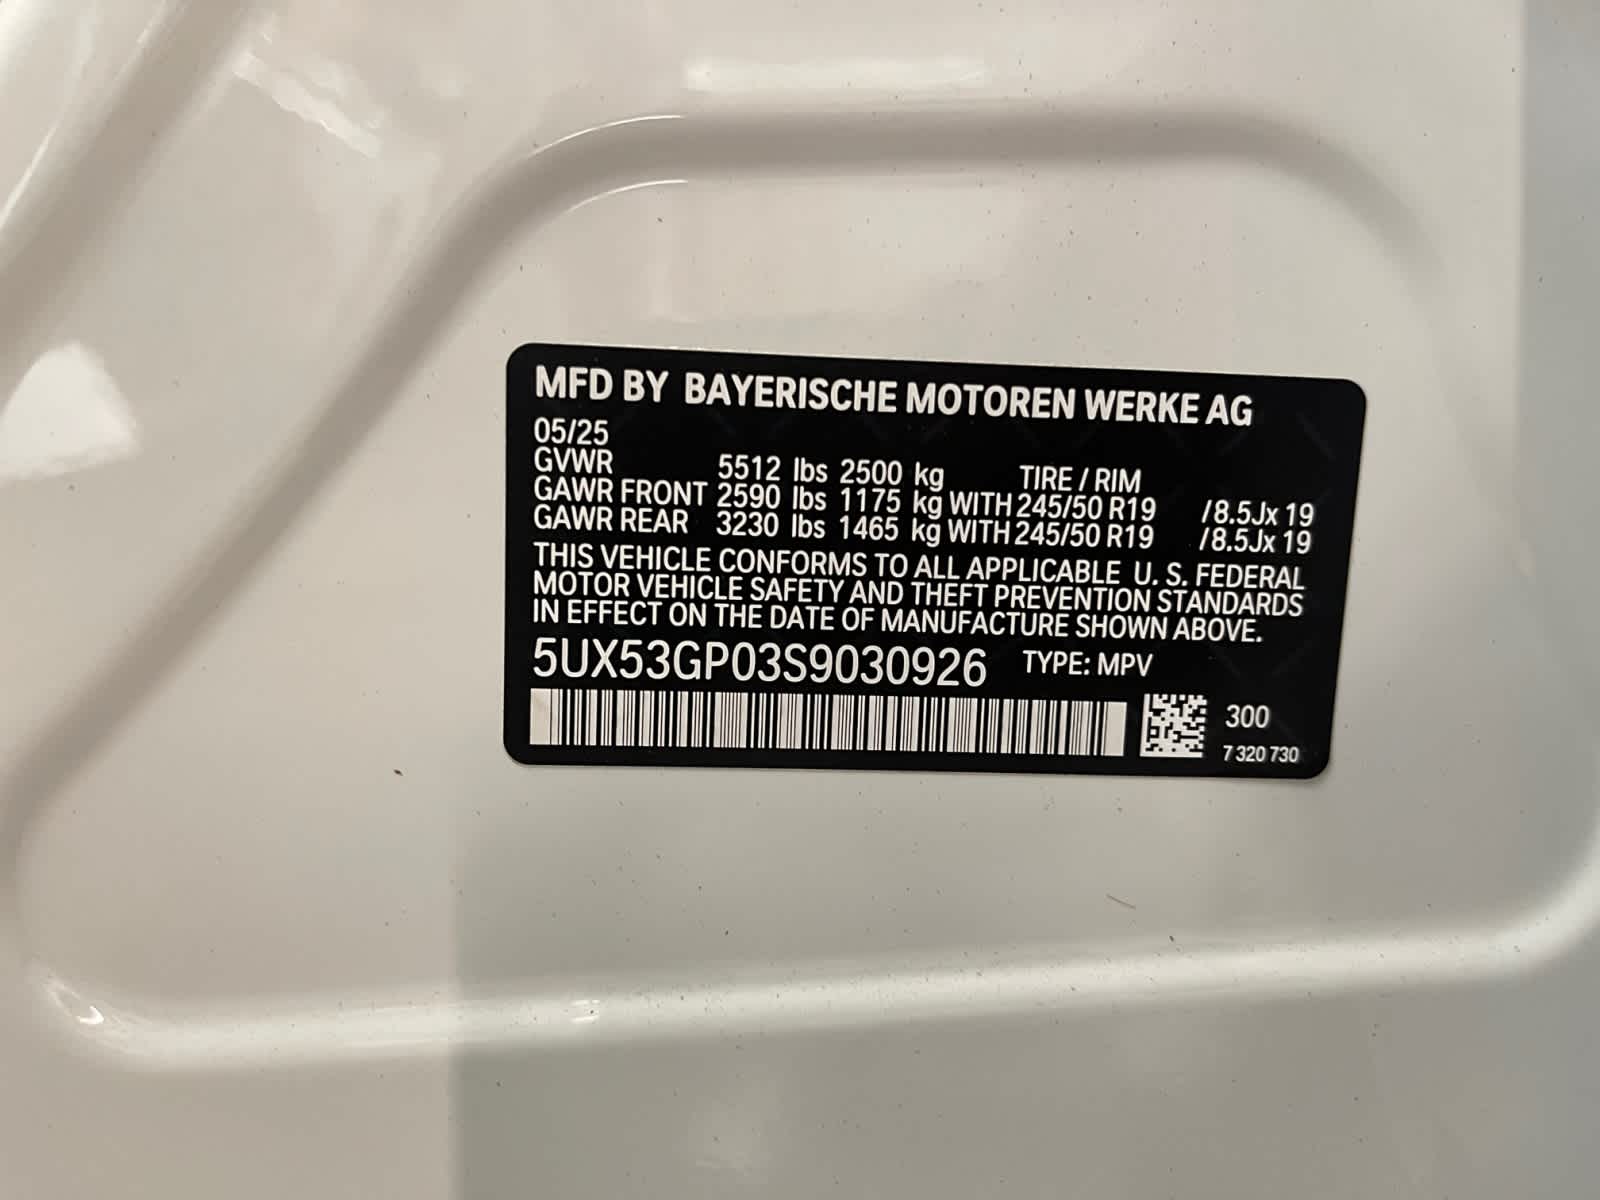 MFD BY BAYERISCHE MOTOREN WERKE AG
05/25
GVWR 5512 lbs 2500 kg TIRE / RIM
GAWR FRONT 2590 lbs 1175 kg WITH 245/50 R19 /8.5Jx 19
GAWR REAR 3230 lbs 1465 kg WITH 245/50 R19 /8.5Jx 19
THIS VEHICLE CONFORMS TO ALL APPLICABLE U. S. FEDERAL
MOTOR VEHICLE SAFETY AND THEFT PREVENTION STANDARDS
IN EFFECT ON THE DATE OF MANUFACTURE SHOWN ABOVE.
5UX53GP03S9030926 TYPE: MPV
300
7 320 730